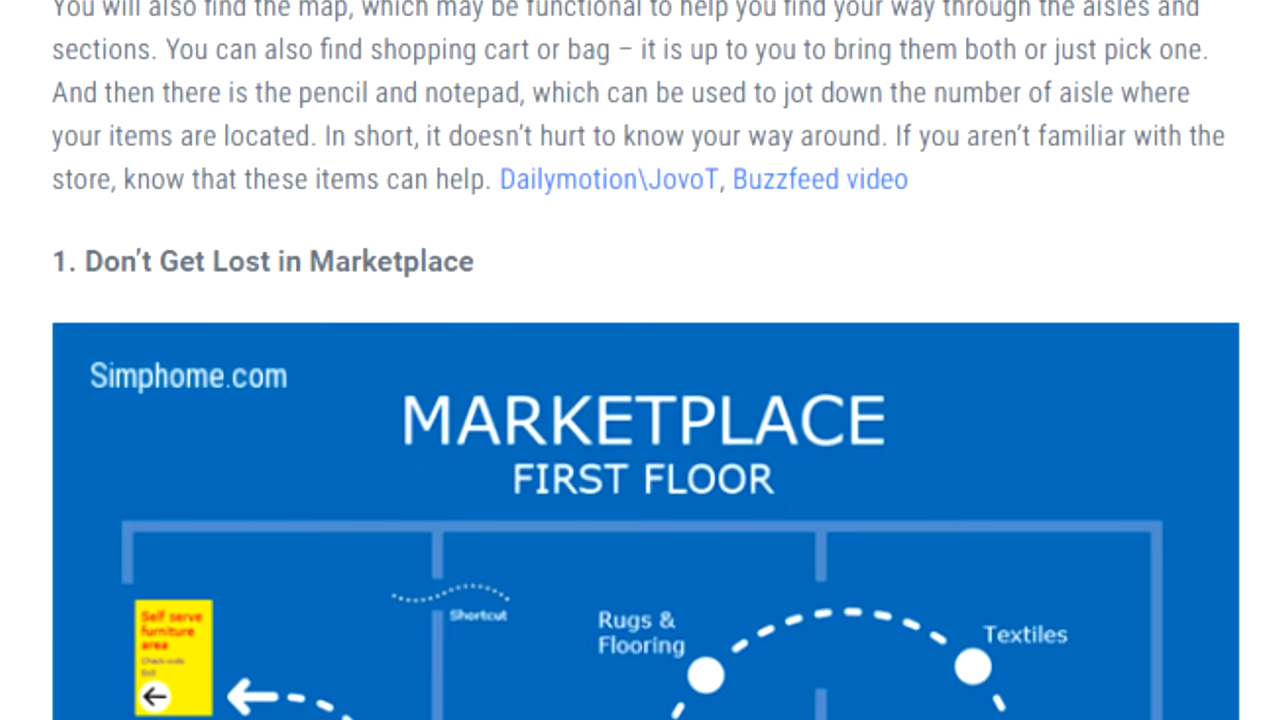 You will also find the map, which may be functional to help you find your way through the aisles and
sections. You can also find shopping cart or bag – it is up to you to bring them both or just pick one.
And then there is the pencil and notepad, which can be used to jot down the number of aisle where
your items are located. In short, it doesn’t hurt to know your way around. If you aren’t familiar with the
store, know that these items can help. Dailymotion\JovoT, Buzzfeed video
1. Don’t Get Lost in Marketplace
Simphome.com
MARKETPLACE
FIRST FLOOR
Shortcut
Rugs &
Flooring
Textiles
Self serve
furniture
area
Check-outs
Exit